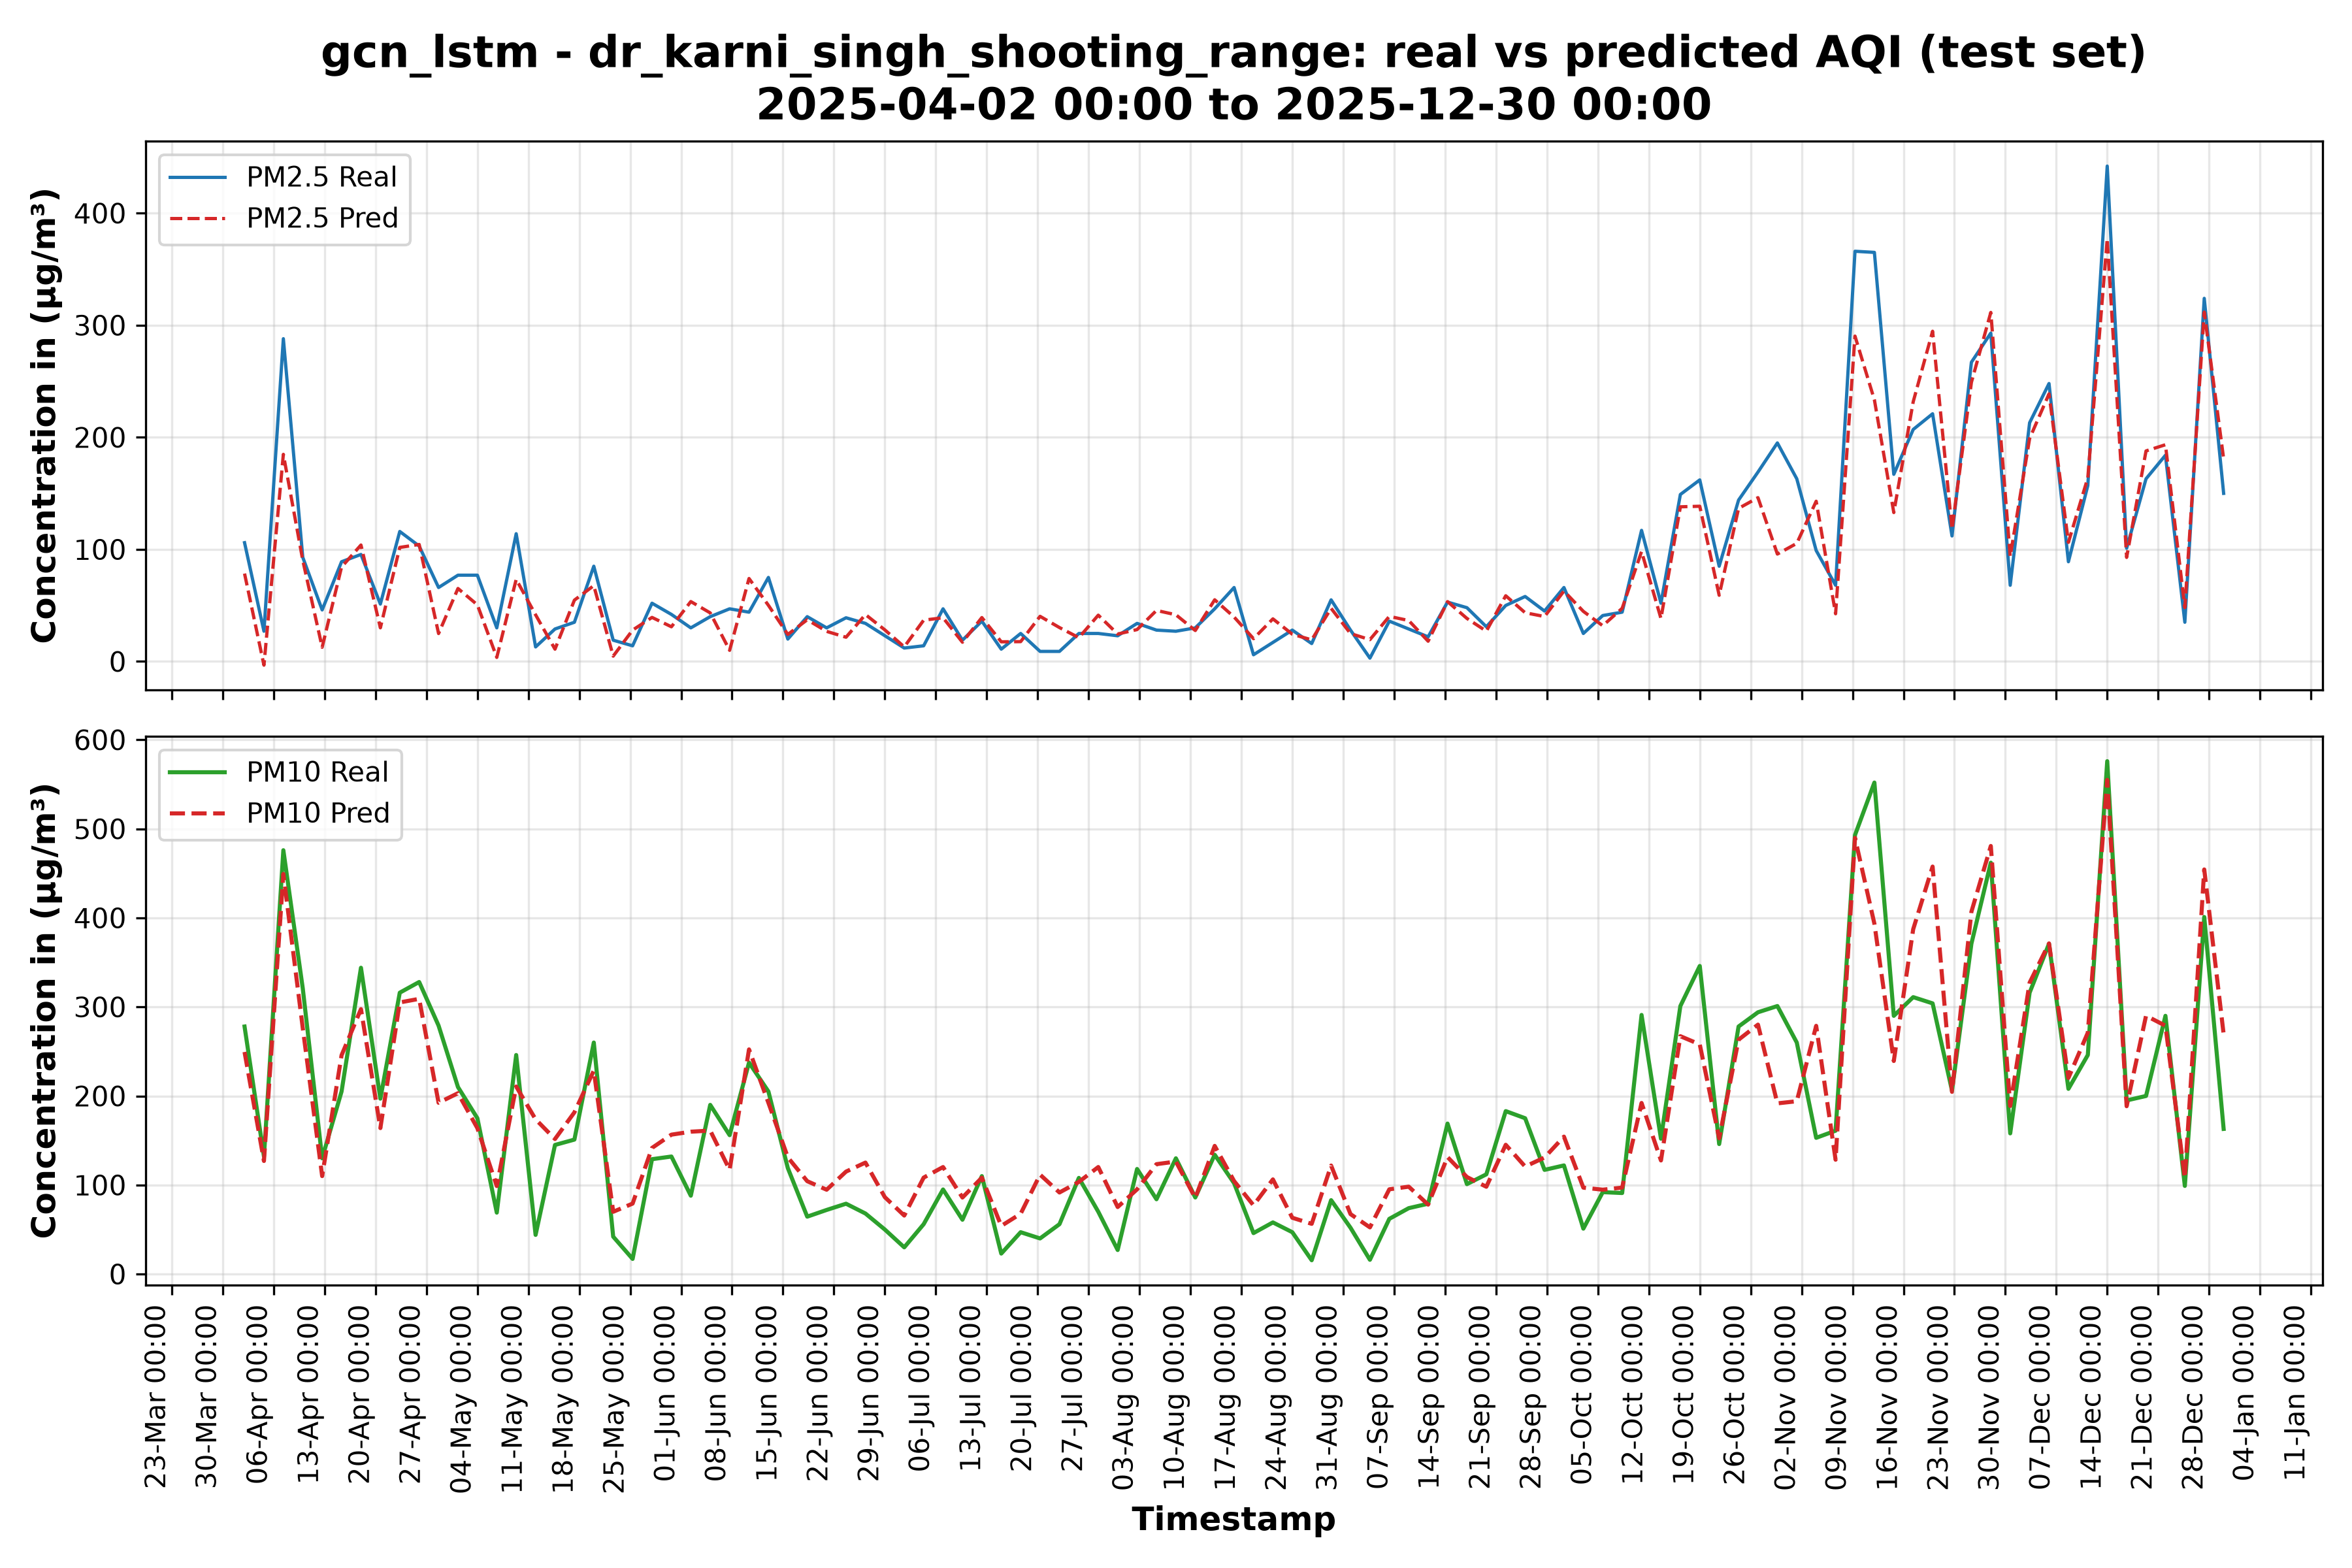 gcn_lstm - dr_karni_singh_shooting_range: real vs predicted AQI (test set)
2025-04-02 00:00 to 2025-12-30 00:00
Concentration in (µg/m³)
400
300
200
100
0
PM2.5 Real
PM2.5 Pred
Concentration in (µg/m³)
600
500
400
300
200
100
0
PM10 Real
PM10 Pred
23-Mar 00:00
30-Mar 00:00
06-Apr 00:00
13-Apr 00:00
20-Apr 00:00
27-Apr 00:00
04-May 00:00
11-May 00:00
18-May 00:00
25-May 00:00
01-Jun 00:00
08-Jun 00:00
15-Jun 00:00
22-Jun 00:00
29-Jun 00:00
06-Jul 00:00
13-Jul 00:00
20-Jul 00:00
27-Jul 00:00
03-Aug 00:00
10-Aug 00:00
17-Aug 00:00
24-Aug 00:00
31-Aug 00:00
07-Sep 00:00
14-Sep 00:00
21-Sep 00:00
28-Sep 00:00
05-Oct 00:00
12-Oct 00:00
19-Oct 00:00
26-Oct 00:00
02-Nov 00:00
09-Nov 00:00
16-Nov 00:00
23-Nov 00:00
30-Nov 00:00
07-Dec 00:00
14-Dec 00:00
21-Dec 00:00
28-Dec 00:00
04-Jan 00:00
11-Jan 00:00
Timestamp